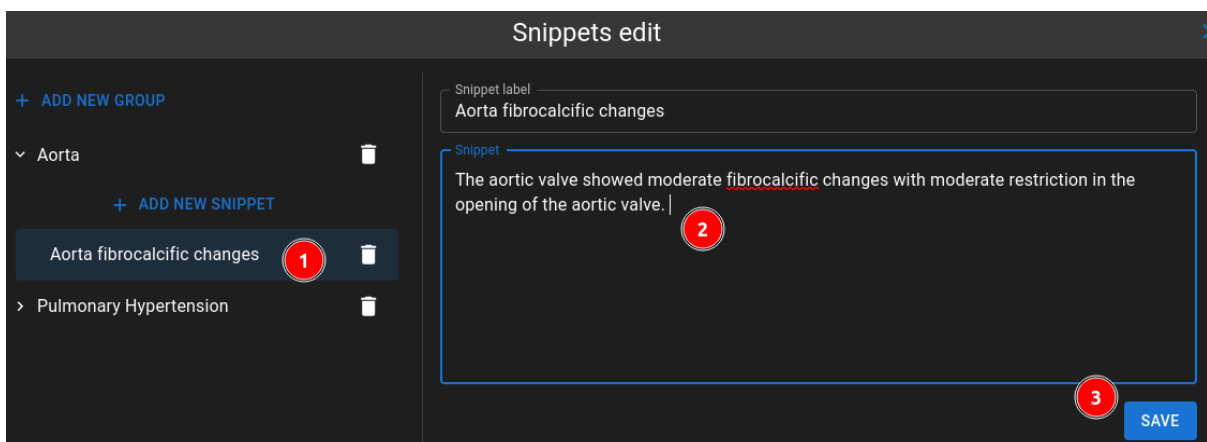 Snippets edit
+ ADD NEW GROUP
Aorta
+ ADD NEW SNIPPET
Aorta fibrocalcific changes
1
Pulmonary Hypertension
Snippet label
Aorta fibrocalcific changes
Snippet
The aortic valve showed moderate fibrocalcific changes with moderate restriction in the
opening of the aortic valve.
2
3
SAVE